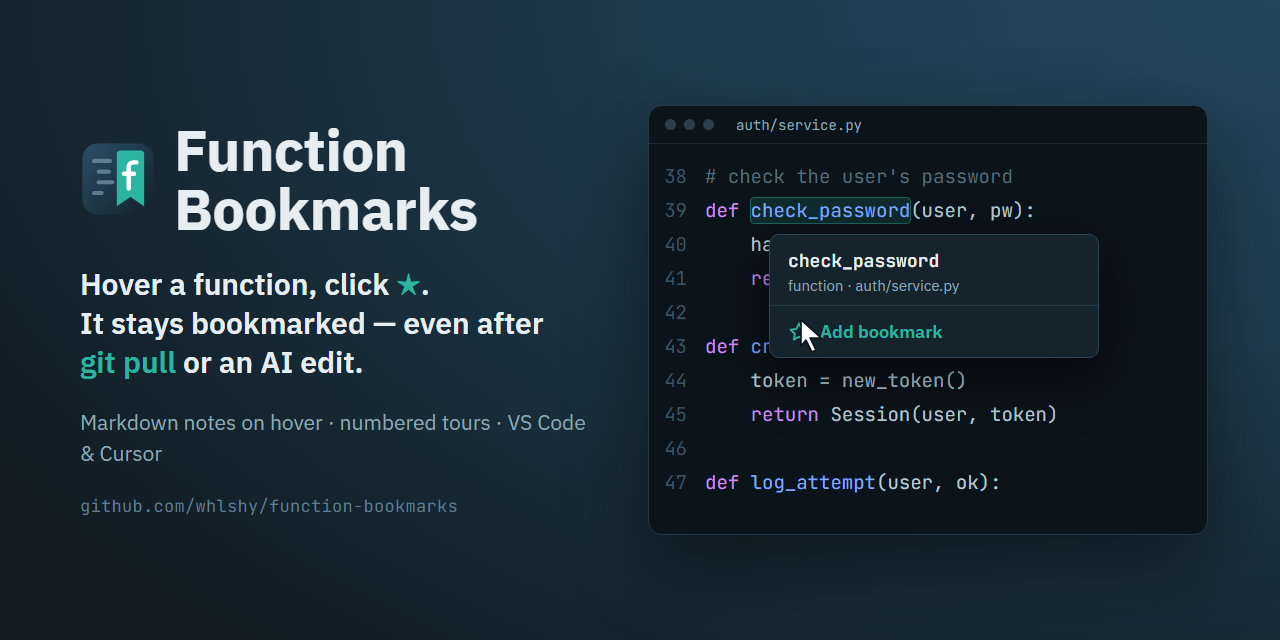 f
Function
Bookmarks
Hover a function, click ★.
It stays bookmarked — even after
git pull or an AI edit.
Markdown notes on hover · numbered tours · VS Code
& Cursor
github.com/whlshy/function-bookmarks
auth/service.py
38 # check the user's password
39 def check_password(user, pw):
40 ha
41 re
42
43 def cr
check_password
function · auth/service.py
Add bookmark
44 token = new_token()
45 return Session(user, token)
46
47 def log_attempt(user, ok):